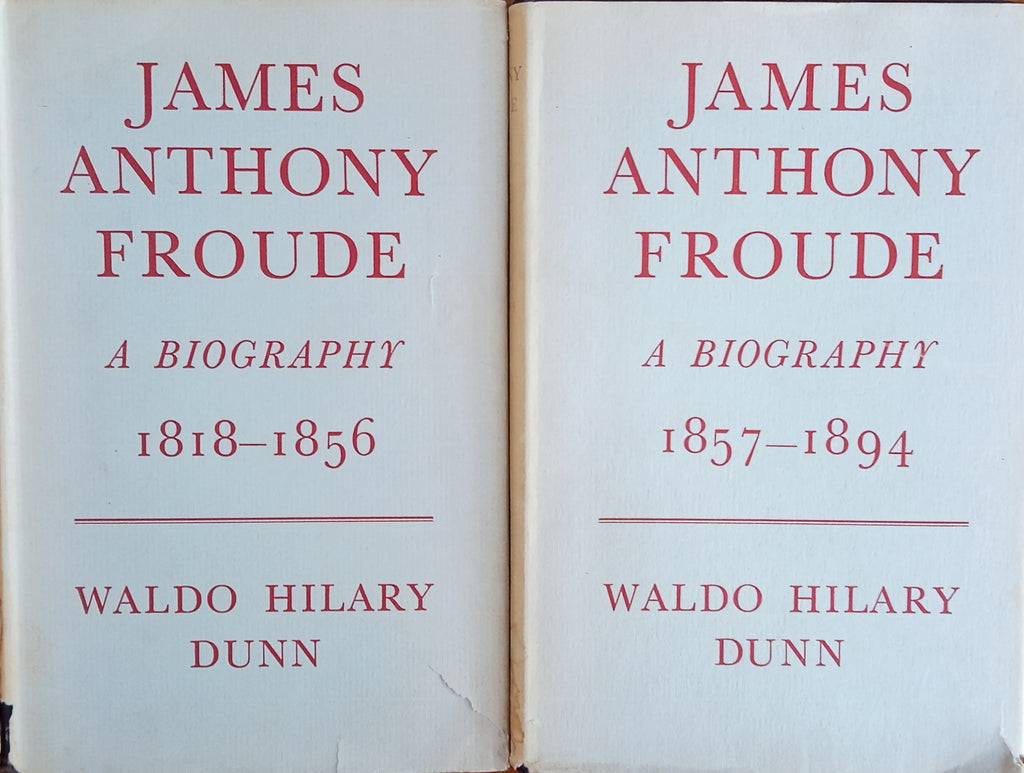 JAMES
ANTHONY
FROUDE
A BIOGRAPHY
1818–1856
WALDO HILARY
DUNN
JAMES
ANTHONY
FROUDE
A BIOGRAPHY
1857–1894
WALDO HILARY
DUNN